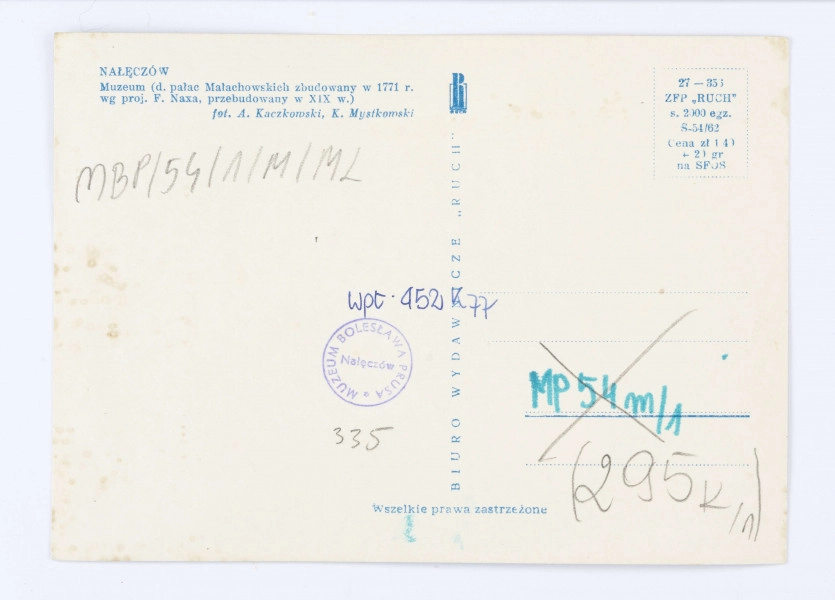 NAŁĘCZÓW
Muzeum (d. pałac Małachowskich zbudowany w 1771 r.
wg proj. F. Naxa, przebudowany w XIX w.)
fot. A. Kaczkowski, K. Mystkowski
MBP/54/1/M/ML
BIURO WYDAWNICZE „RUCH"
27 — 353
ZFP „RUCH"
s. 2000 egz.
S-54/62
Cena zł 1 40
+ 20 gr
na SFOS
wpt. 452 K 77
MUZEUM BOLESŁAWA PRUSA
Nałęczów
335
MP 54 m/1
(295 K/1)
Wszelkie prawa zastrzeżone